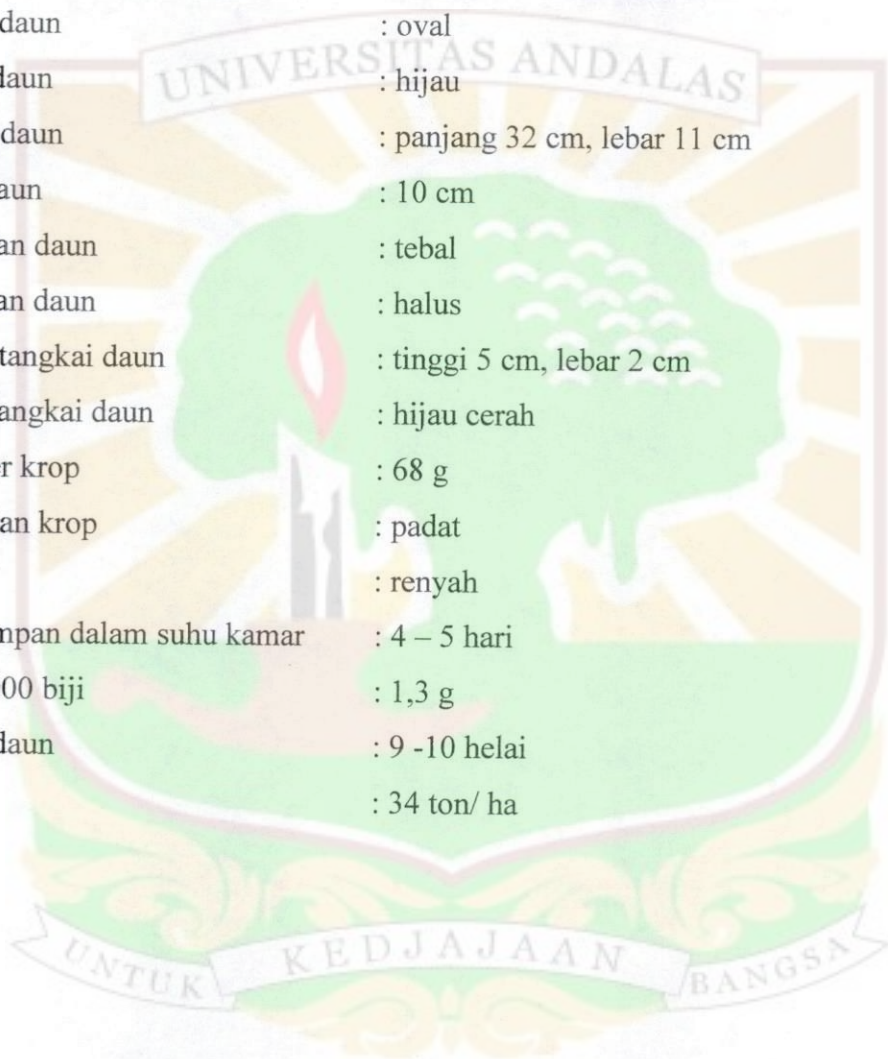 daun : oval
daun : hijau
daun : panjang 32 cm, lebar 11 cm
aun : 10 cm
an daun : tebal
an daun : halus
tangkai daun : tinggi 5 cm, lebar 2 cm
angkai daun : hijau cerah
r krop : 68 g
an krop : padat
: renyah
mpan dalam suhu kamar : 4 – 5 hari
00 biji : 1,3 g
daun : 9 -10 helai
: 34 ton/ ha
UNIVERSITAS ANDALAS
UNTUK KEDJAJAAN BANGSA